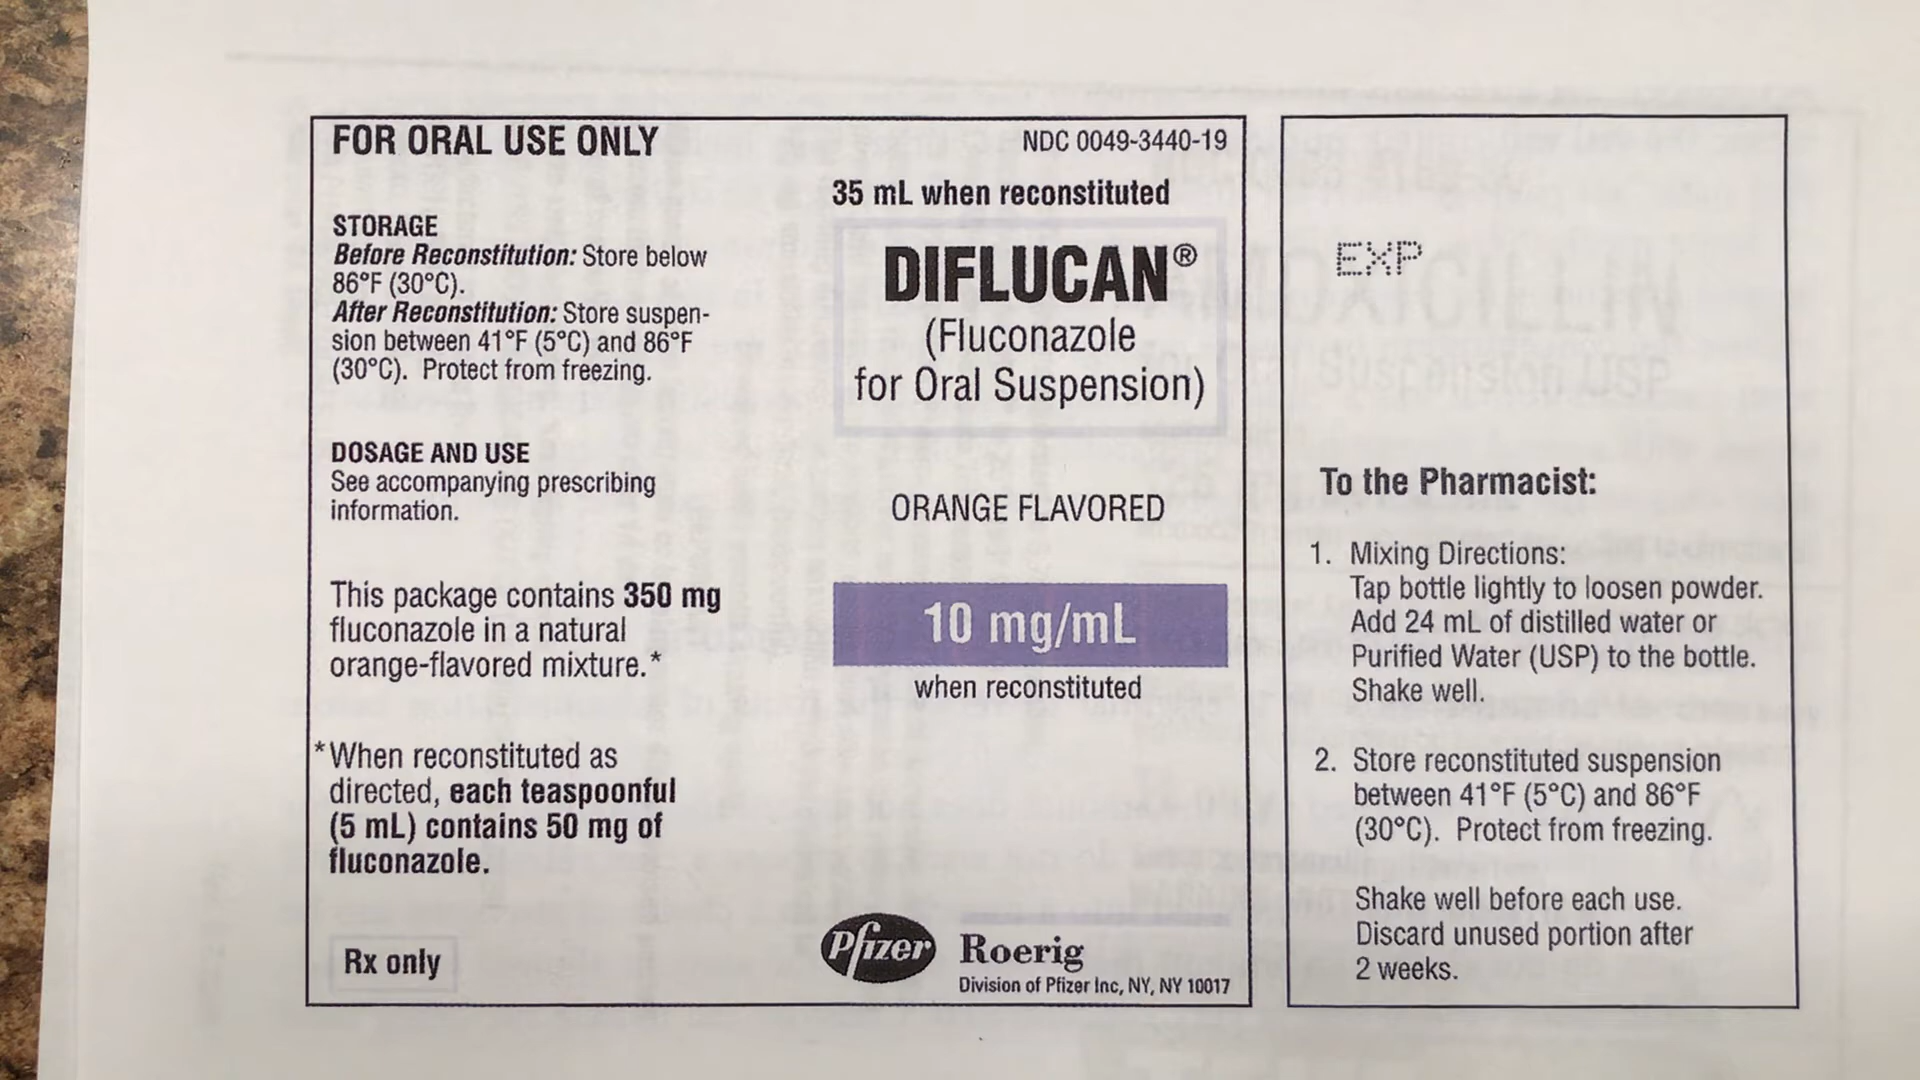 FOR ORAL USE ONLY
STORAGE
Before Reconstitution: Store below
86°F (30°C).
After Reconstitution: Store suspen-
sion between 41°F (5°C) and 86°F
(30°C). Protect from freezing.
DOSAGE AND USE
See accompanying prescribing
information.
This package contains 350 mg
fluconazole in a natural
orange-flavored mixture.*
*When reconstituted as
directed, each teaspoonful
(5 mL) contains 50 mg of
fluconazole.
Rx only
NDC 0049-3440-19
35 mL when reconstituted
DIFLUCAN®
(Fluconazole
for Oral Suspension)
ORANGE FLAVORED
10 mg/mL
when reconstituted
Pfizer
Roerig
Division of Pfizer Inc, NY, NY 10017
EXP
To the Pharmacist:
1. Mixing Directions:
Tap bottle lightly to loosen powder.
Add 24 mL of distilled water or
Purified Water (USP) to the bottle.
Shake well.
2. Store reconstituted suspension
between 41°F (5°C) and 86°F
(30°C). Protect from freezing.
Shake well before each use.
Discard unused portion after
2 weeks.